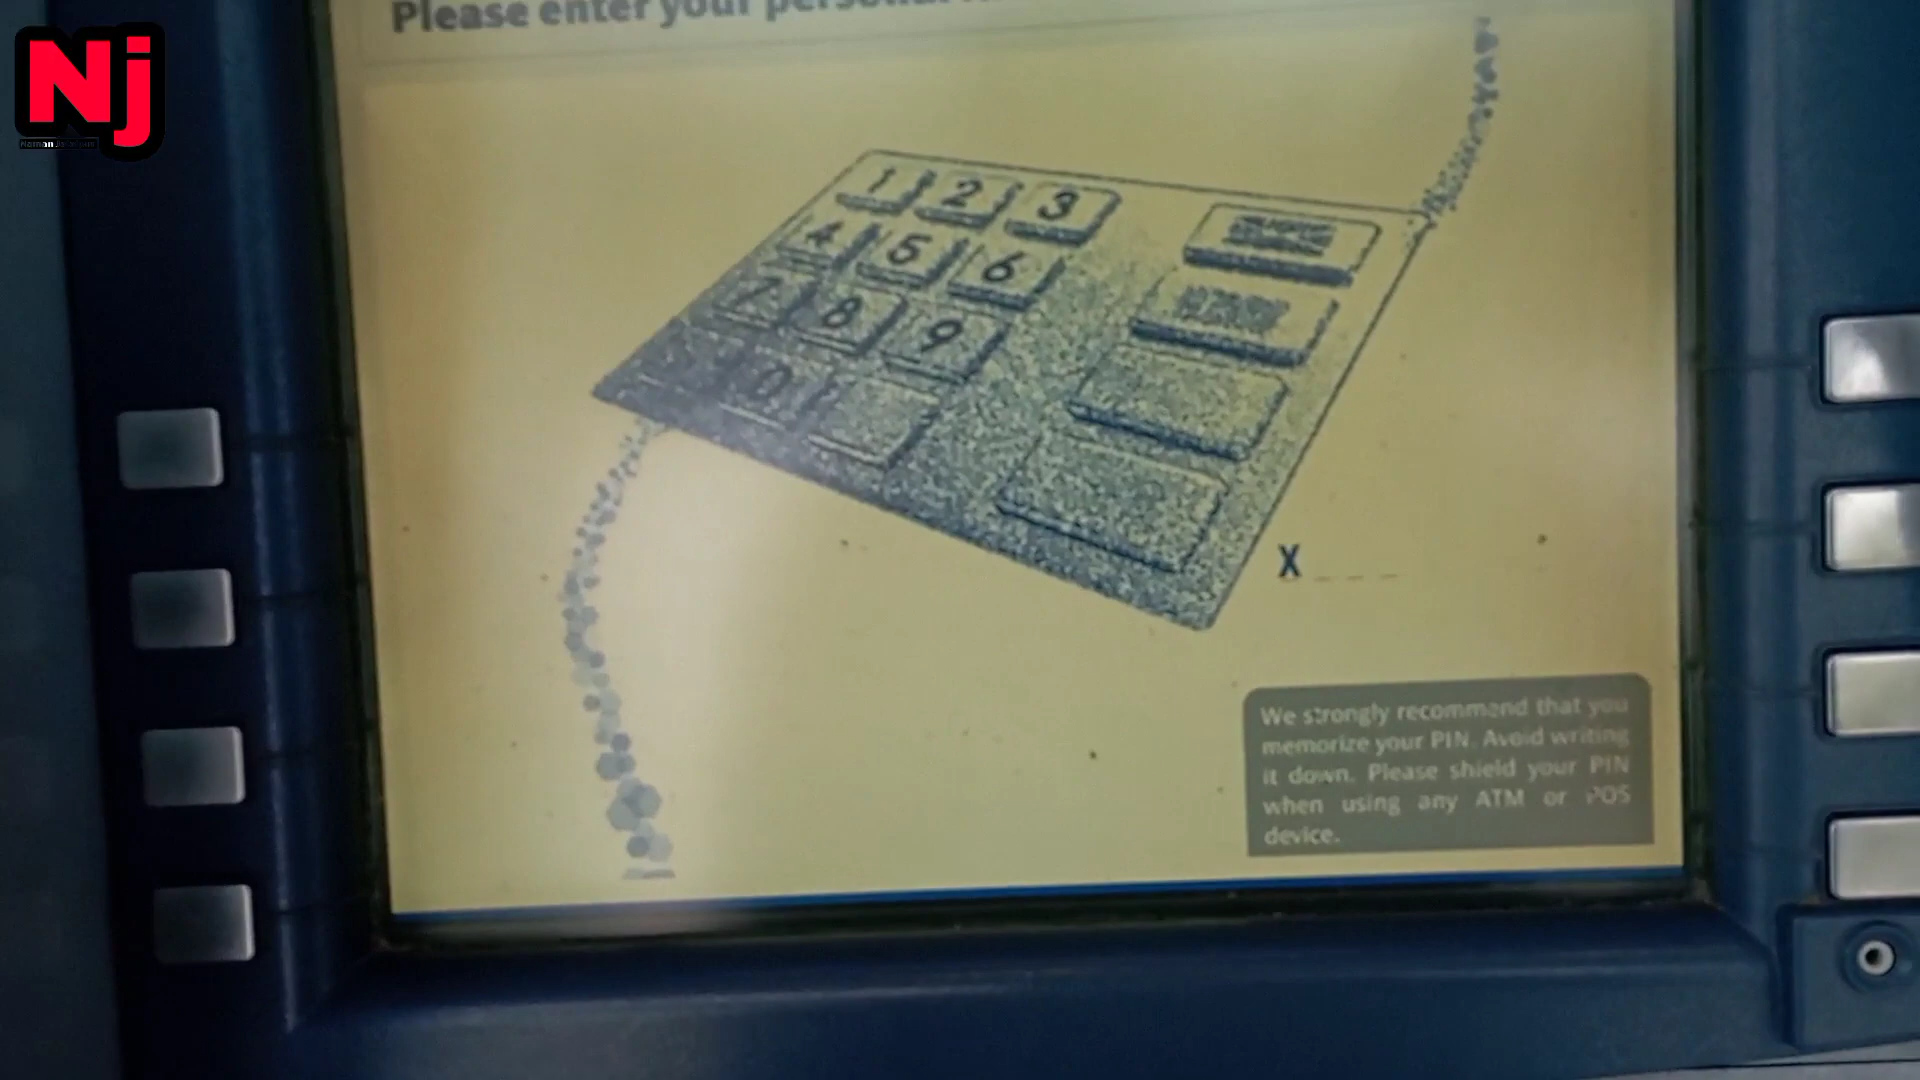 Nj
Please enter your personal
1 2 3
4 5 6
7 8 9
0
X _ _ _
We strongly recommend that you
memorize your PIN. Avoid writing
it down. Please shield your PIN
when using any ATM or POS
device.